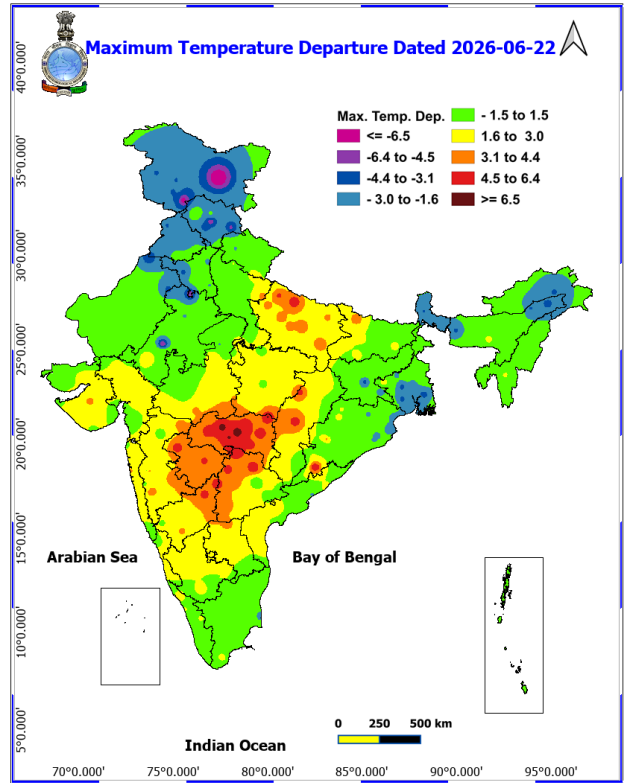 Maximum Temperature Departure Dated 2026-06-22
Max. Temp. Dep.
<= -6.5
-6.4 to -4.5
-4.4 to -3.1
- 3.0 to -1.6
- 1.5 to 1.5
1.6 to 3.0
3.1 to 4.4
4.5 to 6.4
>= 6.5
40°0.000'
35°0.000'
30°0.000'
25°0.000'
20°0.000'
15°0.000'
10°0.000'
5°0.000'
Arabian Sea
Bay of Bengal
Indian Ocean
0 250 500 km
70°0.000' 75°0.000' 80°0.000' 85°0.000' 90°0.000' 95°0.000'